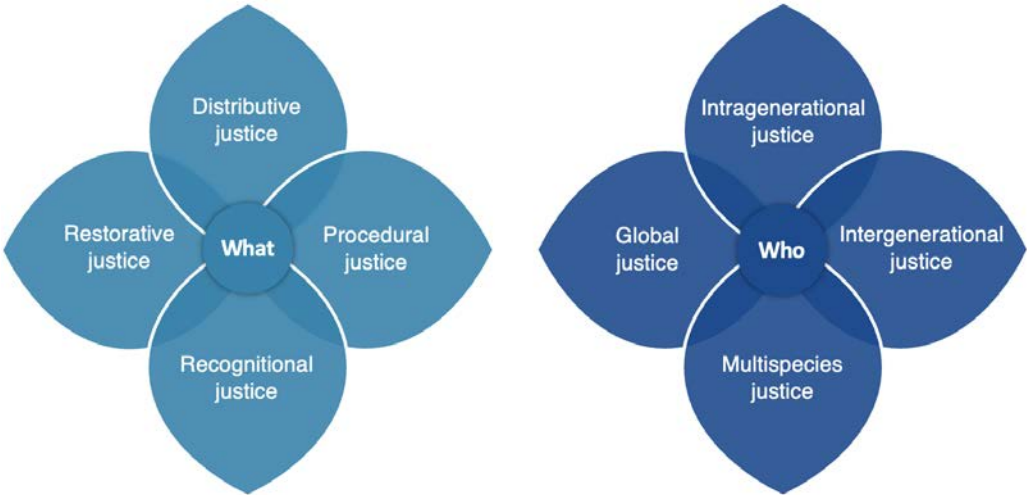 Distributive
justice
Restorative
justice
What
Procedural
justice
Recognitional
justice
Intragenerational
justice
Global
justice
Who
Intergenerational
justice
Multispecies
justice